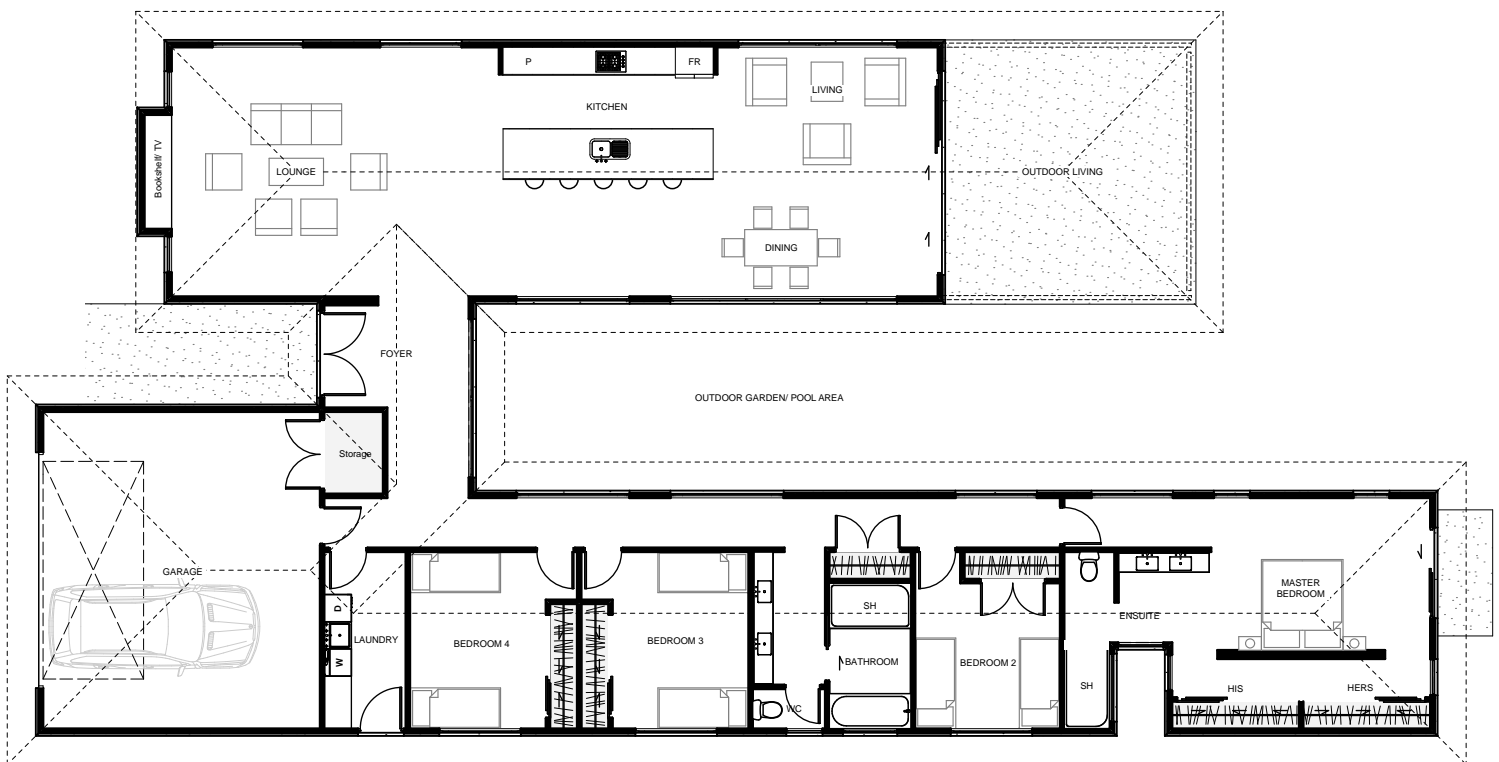 P
FR
LIVING
KITCHEN
Bookshelf/ TV
LOUNGE
OUTDOOR LIVING
DINING
FOYER
OUTDOOR GARDEN/ POOL AREA
Storage
GARAGE
MASTER
BEDROOM
D
SH
ENSUITE
LAUNDRY
BEDROOM 4
BEDROOM 3
W
BATHROOM
BEDROOM 2
SH
HIS
HERS
WC